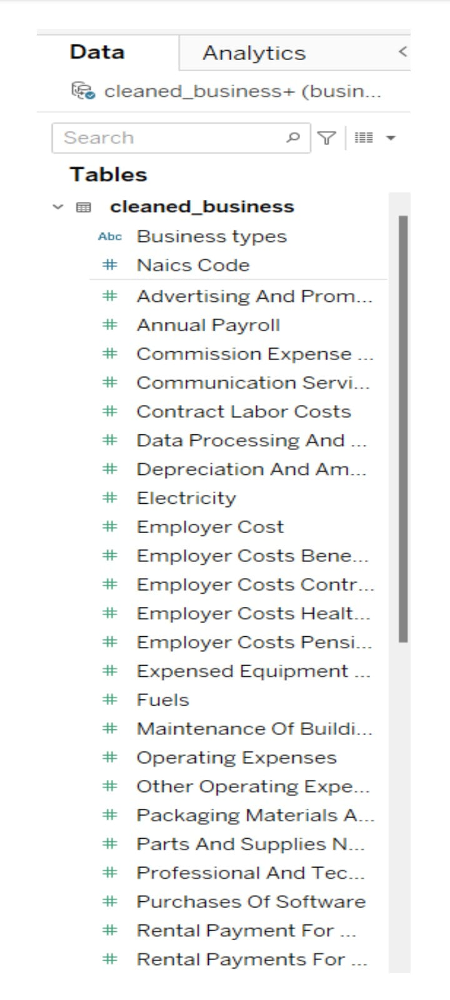 Data Analytics
cleaned_business+ (busin...
Search
Tables
cleaned_business
Abc Business types
# Naics Code
# Advertising And Prom...
# Annual Payroll
# Commission Expense ...
# Communication Servi...
# Contract Labor Costs
# Data Processing And ...
# Depreciation And Am...
# Electricity
# Employer Cost
# Employer Costs Bene...
# Employer Costs Contr...
# Employer Costs Healt...
# Employer Costs Pensi...
# Expensed Equipment ...
# Fuels
# Maintenance Of Buildi...
# Operating Expenses
# Other Operating Expe...
# Packaging Materials A...
# Parts And Supplies N...
# Professional And Tec...
# Purchases Of Software
# Rental Payment For ...
# Rental Payments For ...